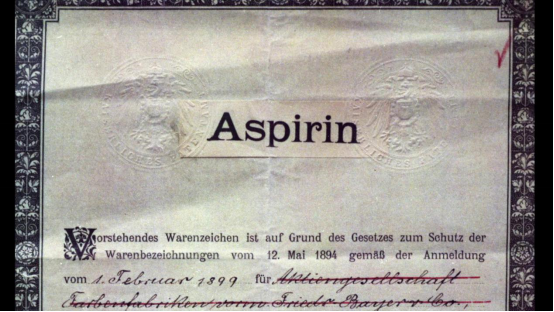 Aspirin
Vorstehendes Warenzeichen ist auf Grund des Gesetzes zum Schutz der
Warenbezeichnungen vom 12. Mai 1894 gemäß der Anmeldung
vom 1. Februar 1899 für Aktiengesellschaft
Farbenfabriken vorm. Friedr. Bayer & Co.,